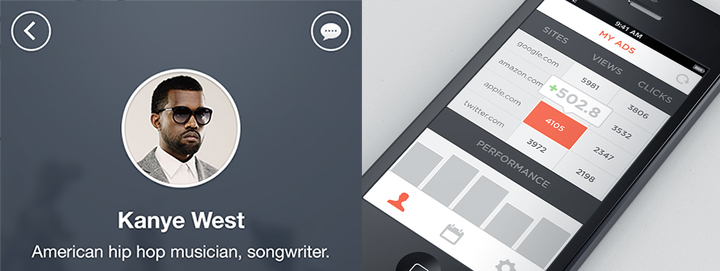 Kanye West
American hip hop musician, songwriter.
9:41 AM
MY ADS
SITES VIEWS CLICKS
google.com 5981 3806
amazon.com +502.8 3532
apple.com 4105 2347
twitter.com 3972 2198
PERFORMANCE